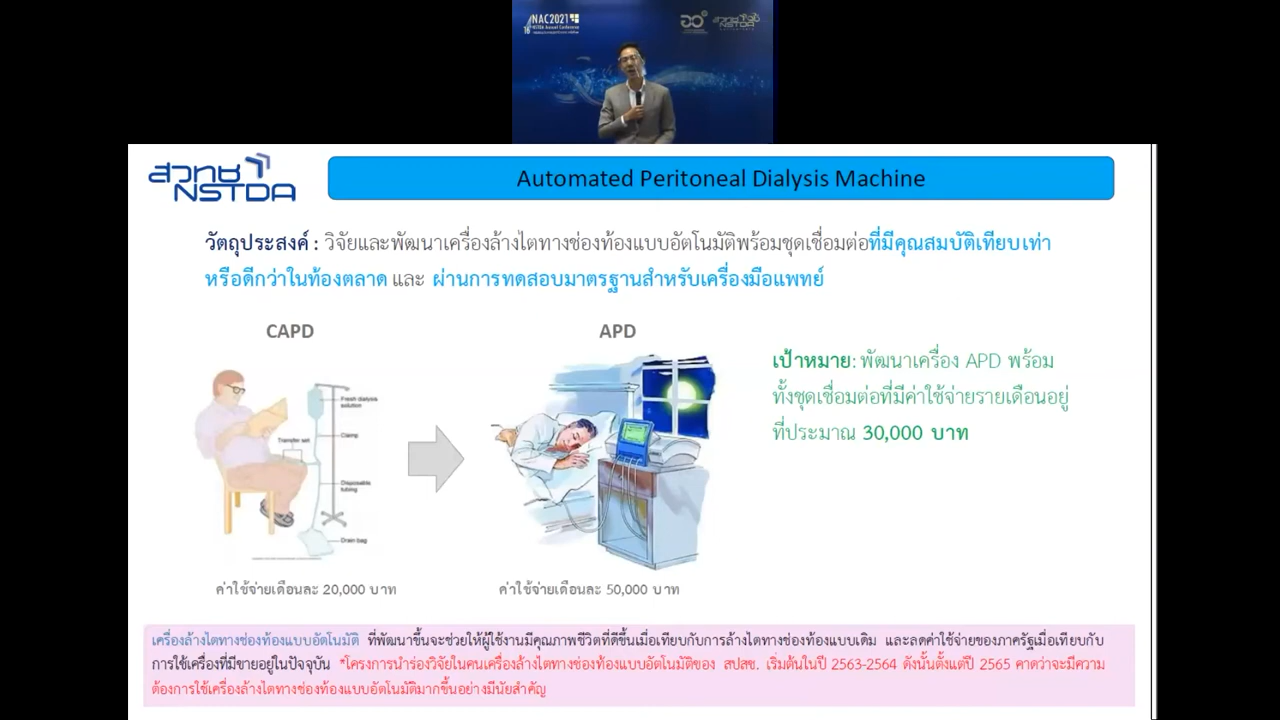 NAC2021
สวทช
NSTDA
สวทช
NSTDA
Automated Peritoneal Dialysis Machine
วัตถุประสงค์ : วิจัยและพัฒนาเครื่องล้างไตทางช่องท้องแบบอัตโนมัติพร้อมชุดเชื่อมต่อที่มีคุณสมบัติเทียบเท่า
หรือดีกว่าในท้องตลาด และ ผ่านการทดสอบมาตรฐานสำหรับเครื่องมือแพทย์
CAPD
APD
Fresh dialysis
solution
Transfer set
Clamp
Disposable
tubing
Drain bag
เป้าหมาย: พัฒนาเครื่อง APD พร้อม
ทั้งชุดเชื่อมต่อที่มีค่าใช้จ่ายรายเดือนอยู่
ที่ประมาณ 30,000 บาท
ค่าใช้จ่ายเดือนละ 20,000 บาท
ค่าใช้จ่ายเดือนละ 50,000 บาท
เครื่องล้างไตทางช่องท้องแบบอัตโนมัติ ที่พัฒนาขึ้นจะช่วยให้ผู้ใช้งานมีคุณภาพชีวิตที่ดีขึ้นเมื่อเทียบกับการล้างไตทางช่องท้องแบบเดิม และลดค่าใช้จ่ายของภาครัฐเมื่อเทียบกับ
การใช้เครื่องที่มีขายอยู่ในปัจจุบัน *โครงการนำร่องวิจัยในคนเครื่องล้างไตทางช่องท้องแบบอัตโนมัติของ สปสช. เริ่มต้นในปี 2563-2564 ดังนั้นตั้งแต่ปี 2565 คาดว่าจะมีความ
ต้องการใช้เครื่องล้างไตทางช่องท้องแบบอัตโนมัติมากขึ้นอย่างมีนัยสำคัญ